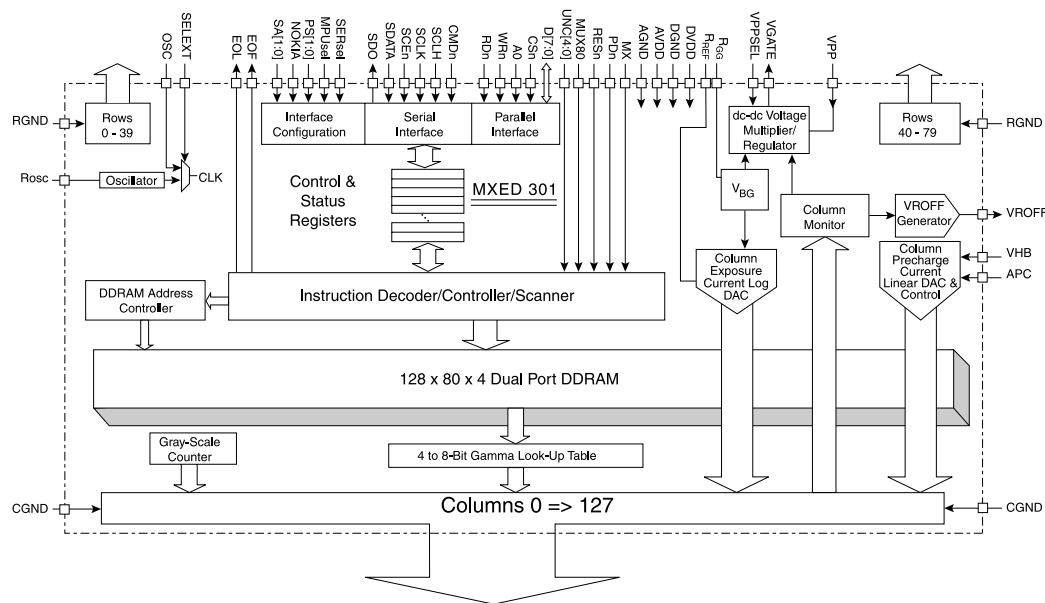 OSC
SELEXT
EOL
EOF
SA[1:0]
NOKIA
PS[1:0]
MPUsel
SERsel
SDO
SDATA
SCEn
SCLK
SCLH
CMDn
RDn
WRn
A0
CSn
D[7:0]
UNC[4:0]
MUX80
RESn
PDn
MX
AGND
AVDD
DGND
DVDD
RREF
RGG
VPPSEL
VGATE
VPP
RGND
Rows
0 - 39
Interface
Configuration
Serial
Interface
Parallel
Interface
dc-dc Voltage
Multiplier/
Regulator
Rows
40 - 79
RGND
Rosc
Oscillator
CLK
Control &
Status
Registers
MXED 301
VBG
Column
Monitor
VROFF
Generator
VROFF
Column
Exposure
Current Log
DAC
Column
Precharge
Current
Linear DAC &
Control
VHB
APC
DDRAM Address
Controller
Instruction Decoder/Controller/Scanner
128 x 80 x 4 Dual Port DDRAM
Gray-Scale
Counter
4 to 8-Bit Gamma Look-Up Table
CGND
Columns 0 => 127
CGND